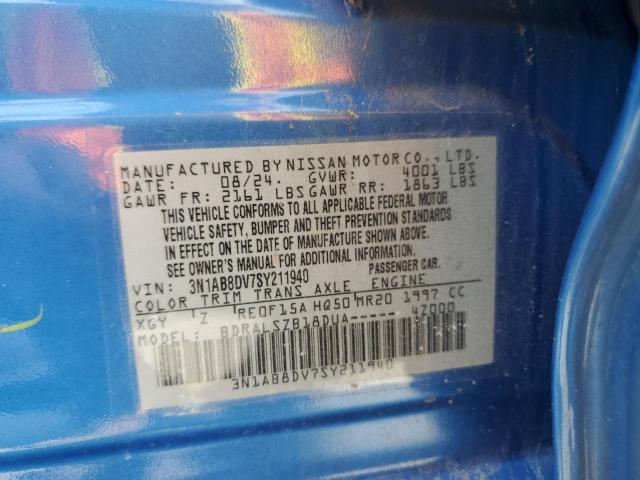 MANUFACTURED BY NISSAN MOTOR CO., LTD.
DATE: 08/24. GVWR: 4001 LBS
GAWR FR: 2161 LBS GAWR RR: 1863 LBS
THIS VEHICLE CONFORMS TO ALL APPLICABLE FEDERAL MOTOR
VEHICLE SAFETY, BUMPER AND THEFT PREVENTION STANDARDS
IN EFFECT ON THE DATE OF MANUFACTURE SHOWN ABOVE.
SEE OWNER'S MANUAL FOR ADDITIONAL INFORMATION.
VIN: 3N1AB8DV7SY211940 PASSENGER CAR.
COLOR TRIM TRANS AXLE ENGINE
XGY Z RE0F15A HQ50 MR20 1997 CC
MODEL: BDRALSZB18DUA----- 4Z000
3N1AB8DV7SY211940